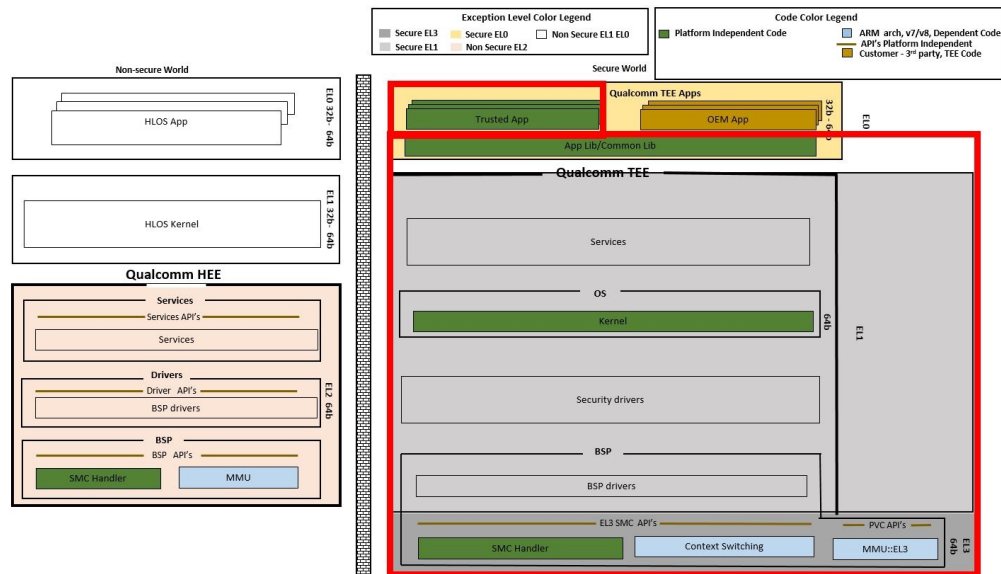 Exception Level Color Legend
Secure EL3
Secure EL0
Non Secure EL1 EL0
Secure EL1
Non Secure EL2
Code Color Legend
Platform Independent Code
ARM arch, v7/v8, Dependent Code
API's Platform Independent
Customer - 3rd party, TEE Code
Non-secure World
Secure World
HLOS App
EL0 32b- 64b
Qualcomm TEE Apps
Trusted App
OEM App
32b - 64b
EL0
App Lib/Common Lib
HLOS Kernel
EL1 32b- 64b
Qualcomm TEE
Services
OS
Kernel
64b
EL1
Security drivers
BSP
BSP drivers
EL3 SMC API's
PVC API's
SMC Handler
Context Switching
MMU::EL3
EL3 64b
Qualcomm HEE
Services
Services API's
Services
Drivers
Driver API's
BSP drivers
EL2 64b
BSP
BSP API's
SMC Handler
MMU